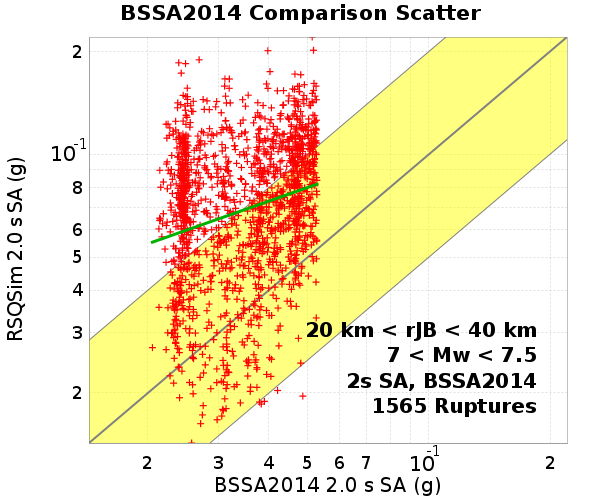 BSSA2014 Comparison Scatter
RSQSim 2.0 s SA (g)
2
10-1
8
6
5
4
3
2
20 km < rJB < 40 km
7 < Mw < 7.5
2s SA, BSSA2014
1565 Ruptures
2 3 4 5 6 7 10-1 2
BSSA2014 2.0 s SA (g)